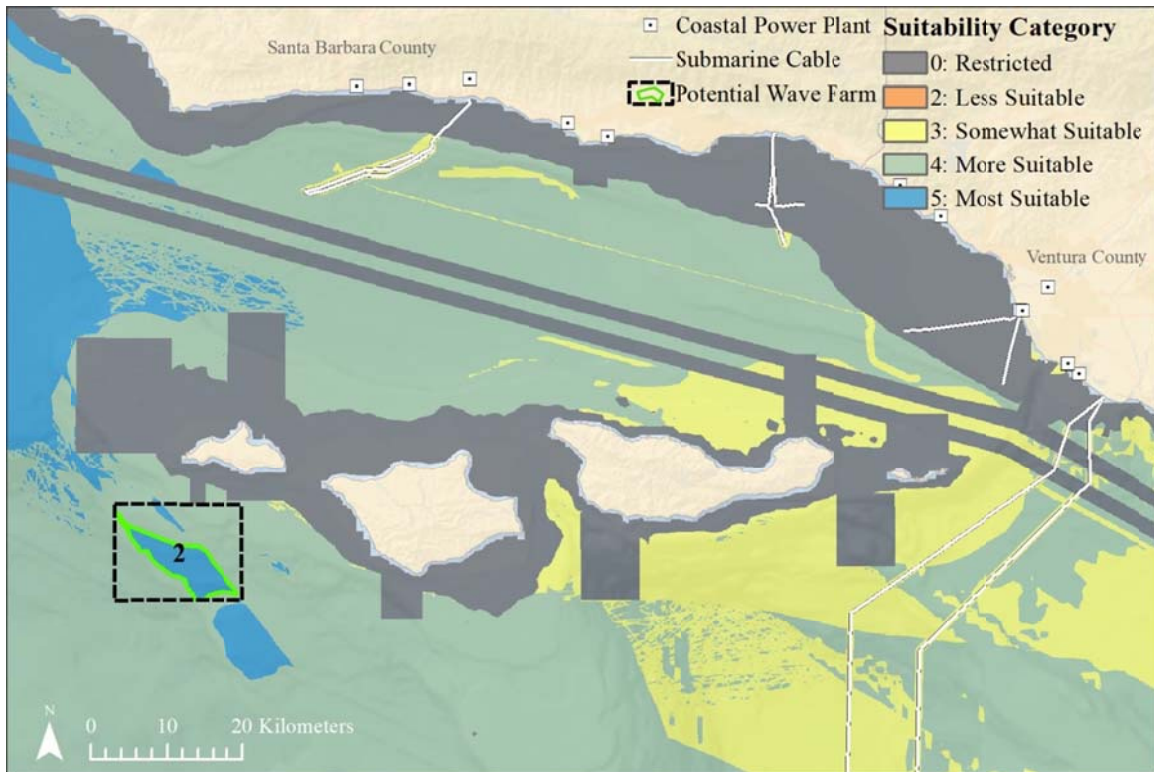 Santa Barbara County
Coastal Power Plant
Submarine Cable
Potential Wave Farm
Suitability Category
0: Restricted
2: Less Suitable
3: Somewhat Suitable
4: More Suitable
5: Most Suitable
Ventura County
2
N
0 10 20 Kilometers